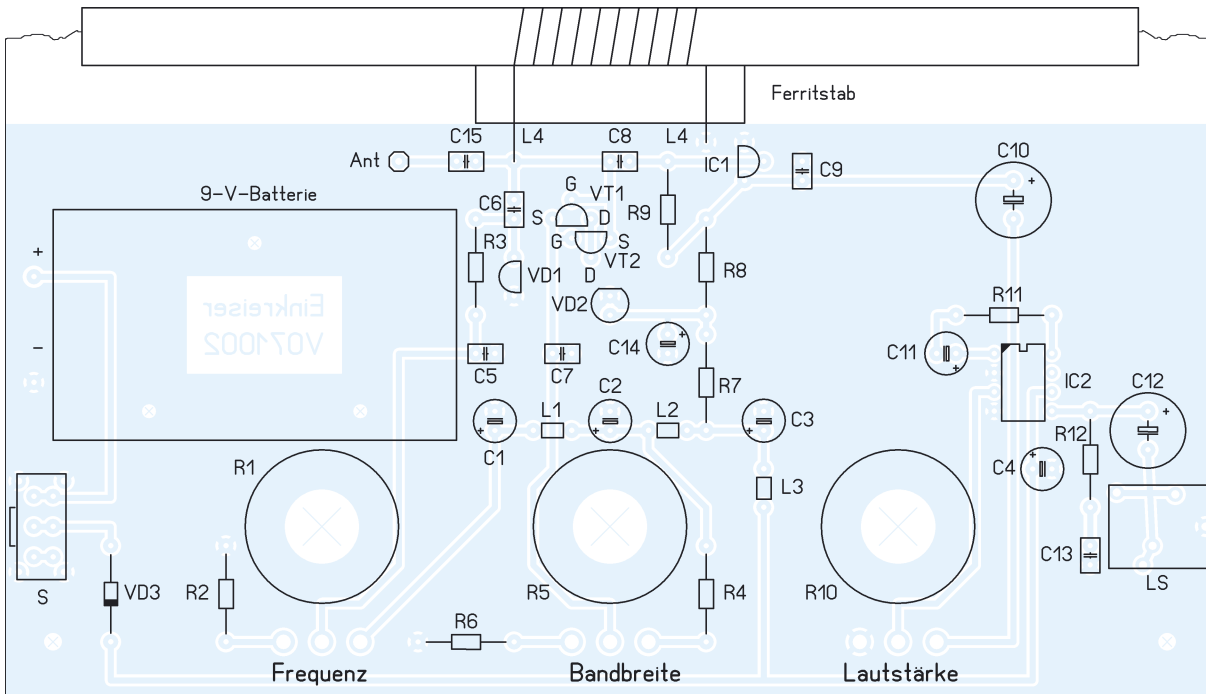 Ferritstab
C15
L4
C8
L4
Ant
IC1
C9
C10
+
9-V-Batterie
C6
G
VT1
S
D
R9
G
S
VT2
R3
VD1
D
R8
+
VD2
Einkreiser
V071002
R11
−
C14
+
C11
+
C5
C7
R7
IC2
C12
+
C2
L1
L2
C3
+
C1
+
+
R12
R1
C4
+
L3
C13
S
VD3
R2
R5
R4
R10
LS
R6
Frequenz
Bandbreite
Lautstärke